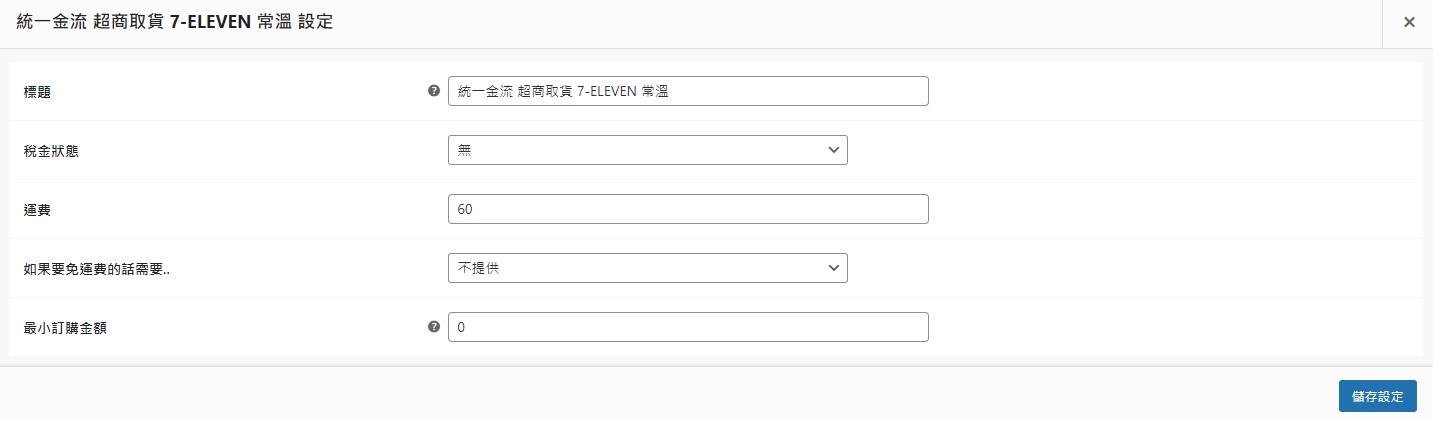 統一金流 超商取貨 7-ELEVEN 常溫 設定
標題
統一金流 超商取貨 7-ELEVEN 常溫
稅金狀態
無
運費
60
如果要免運費的話需要..
不提供
最小訂購金額
0
儲存設定